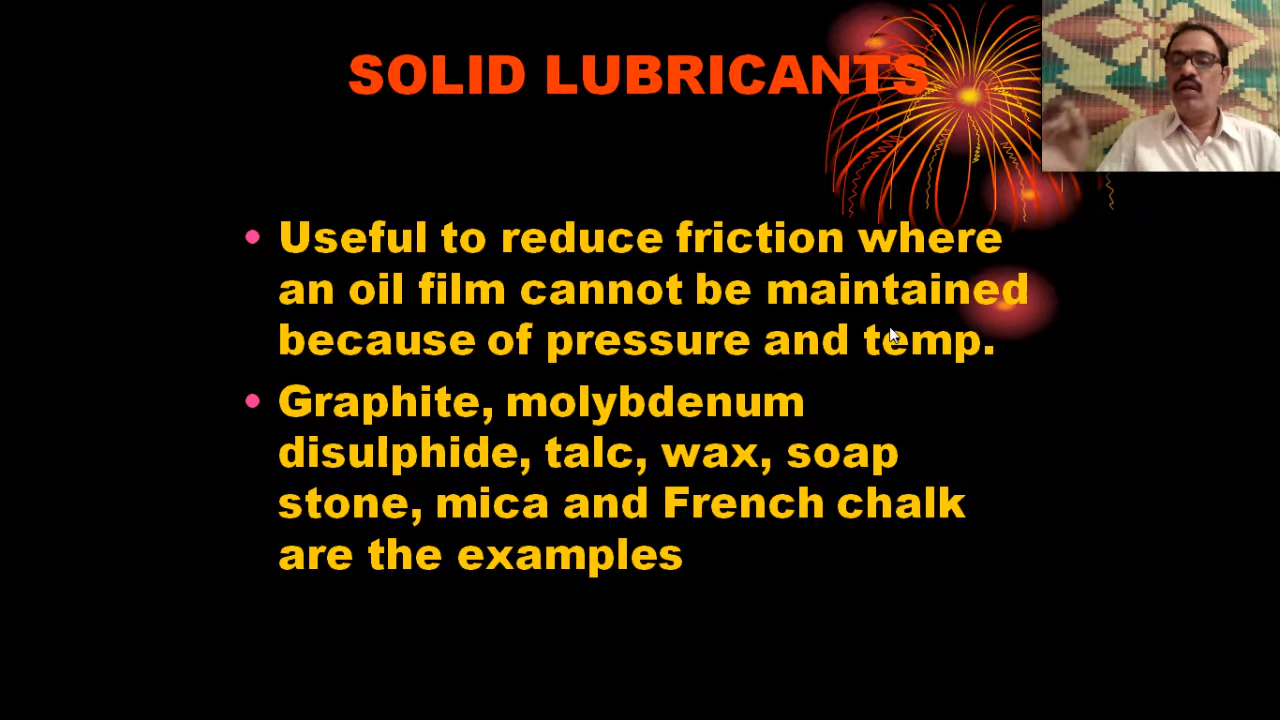 SOLID LUBRICANTS
• Useful to reduce friction where
an oil film cannot be maintained
because of pressure and temp.
• Graphite, molybdenum
disulphide, talc, wax, soap
stone, mica and French chalk
are the examples